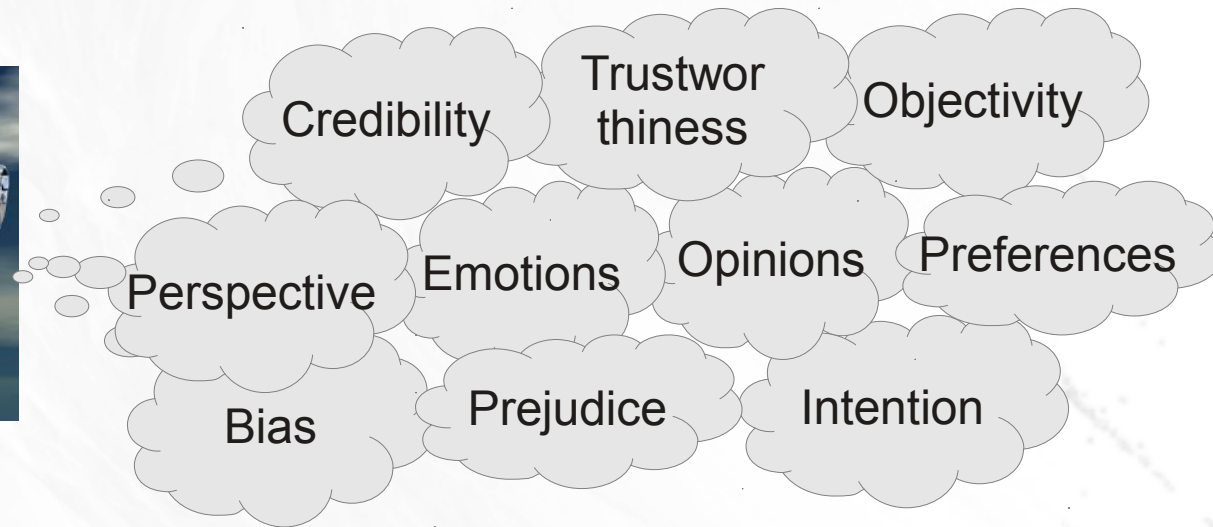 Credibility
Trustwor
thiness
Objectivity
Perspective
Emotions
Opinions
Preferences
Bias
Prejudice
Intention